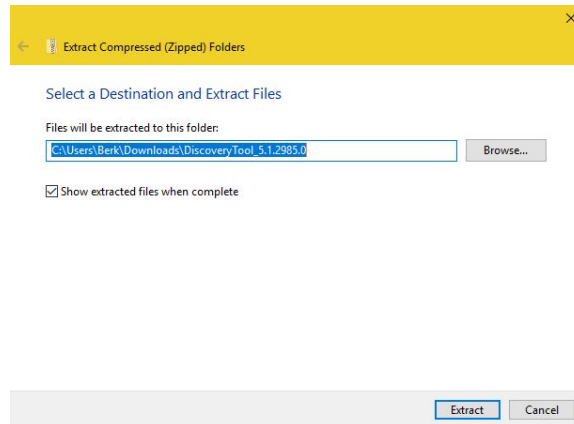 Extract Compressed (Zipped) Folders
Select a Destination and Extract Files
Files will be extracted to this folder:
C:\Users\Berk\Downloads\DiscoveryTool_5.1.2985.0
Browse...
Show extracted files when complete
Extract
Cancel